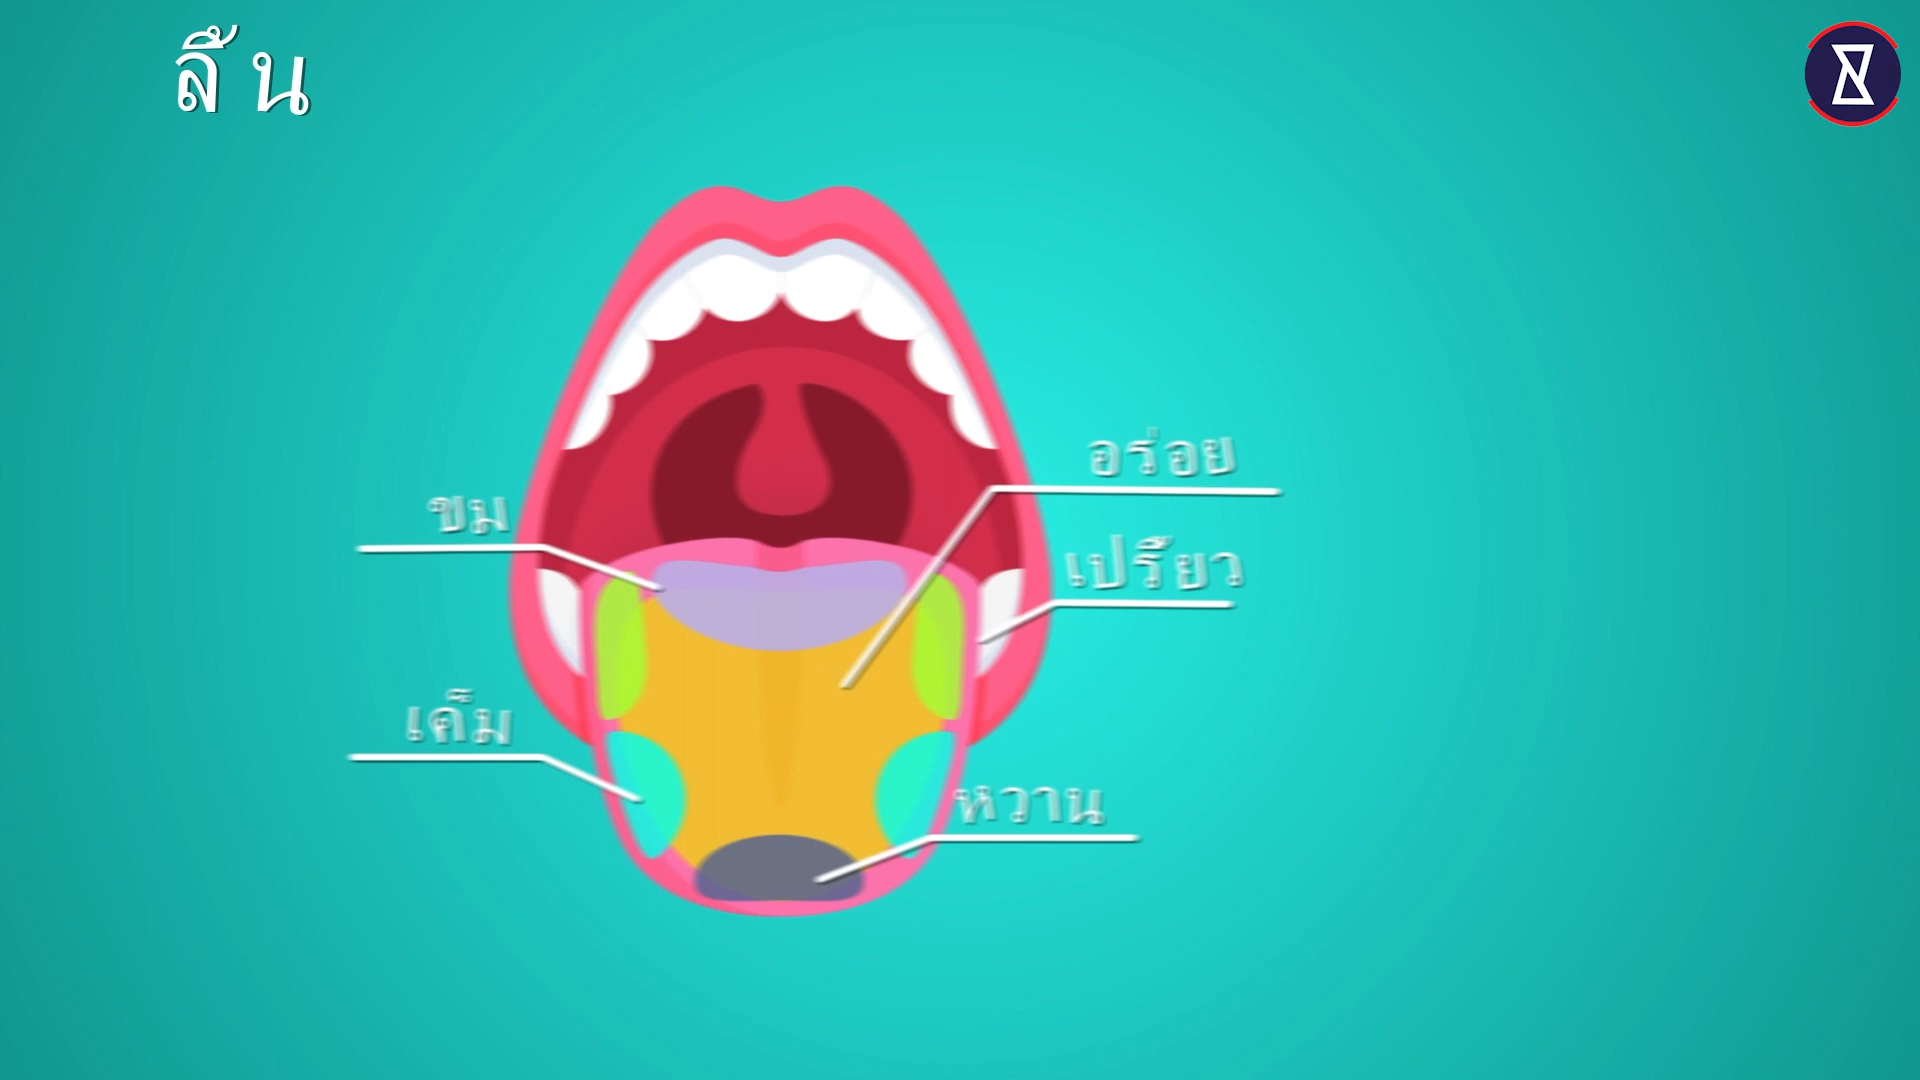 ลิ้น
อร่อย
ขม
เปรี้ยว
เค็ม
หวาน